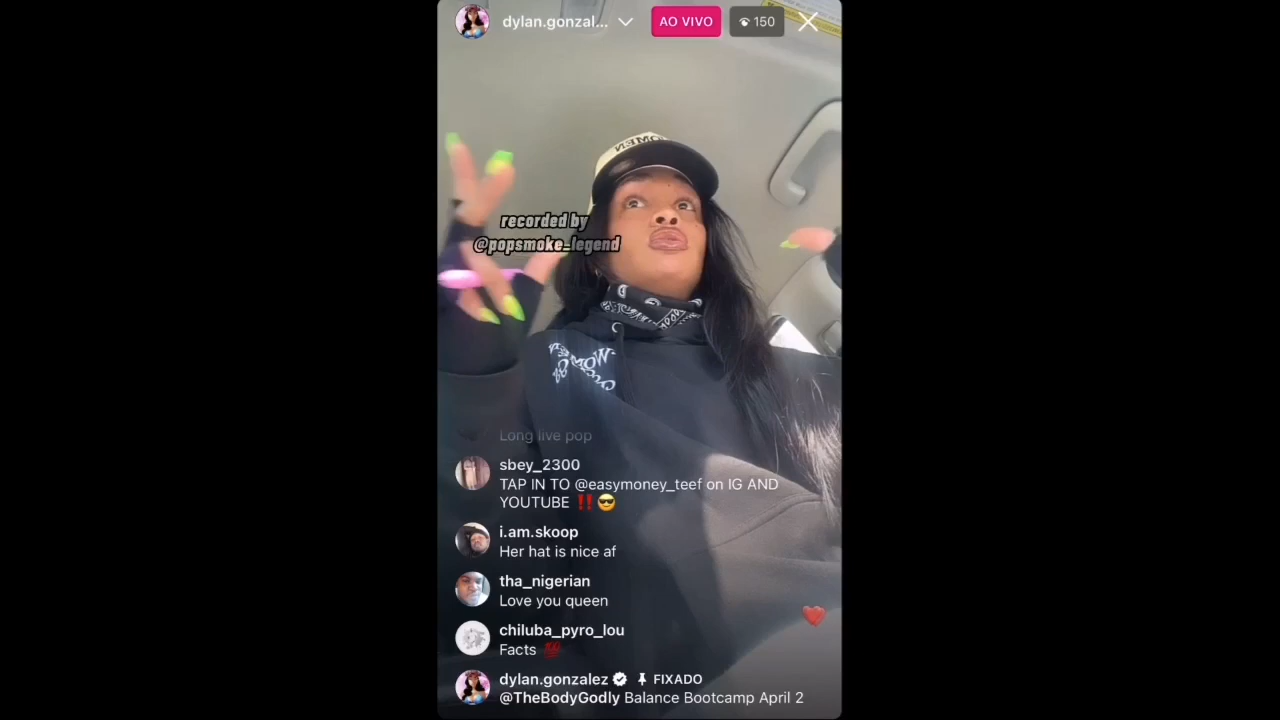 dylan.gonzal...
AO VIVO
150
WOMEN
recorded by
@popsmoke_legend
Long live pop
sbey_2300
TAP IN TO @easymoney_teef on IG AND
YOUTUBE ‼️😎
i.am.skoop
Her hat is nice af
tha_nigerian
Love you queen
chiluba_pyro_lou
Facts 💯
dylan.gonzalez FIXADO
@TheBodyGodly Balance Bootcamp April 2